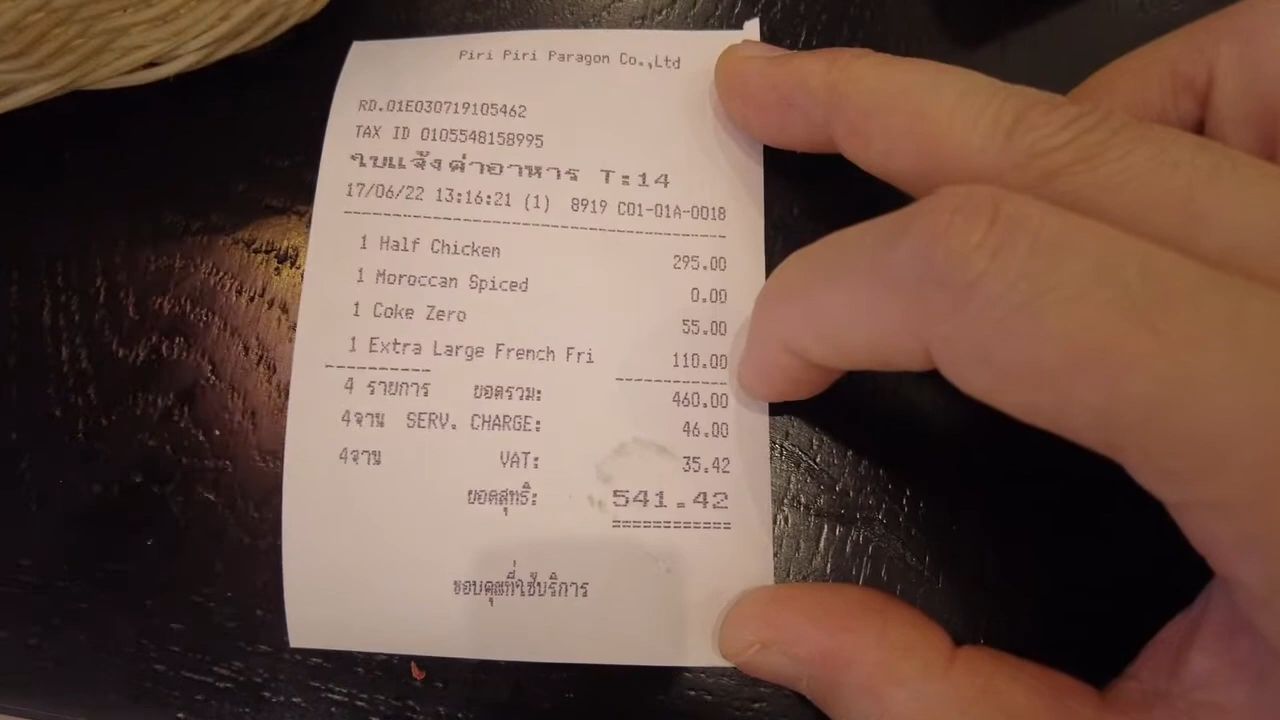 Piri Piri Paragon Co.,Ltd
RD.01E030719105462
TAX ID 0105548158995
ใบแจ้งค่าอาหาร T:14
17/06/22 13:16:21 (1) 8919 C01-01A-0018
1 Half Chicken 295.00
1 Moroccan Spiced 0.00
1 Coke Zero 55.00
1 Extra Large French Fri 110.00
4 รายการ ยอดรวม: 460.00
4จาน SERV. CHARGE: 46.00
4จาน VAT: 35.42
ยอดสุทธิ: 541.42
ขอบคุณที่ใช้บริการ